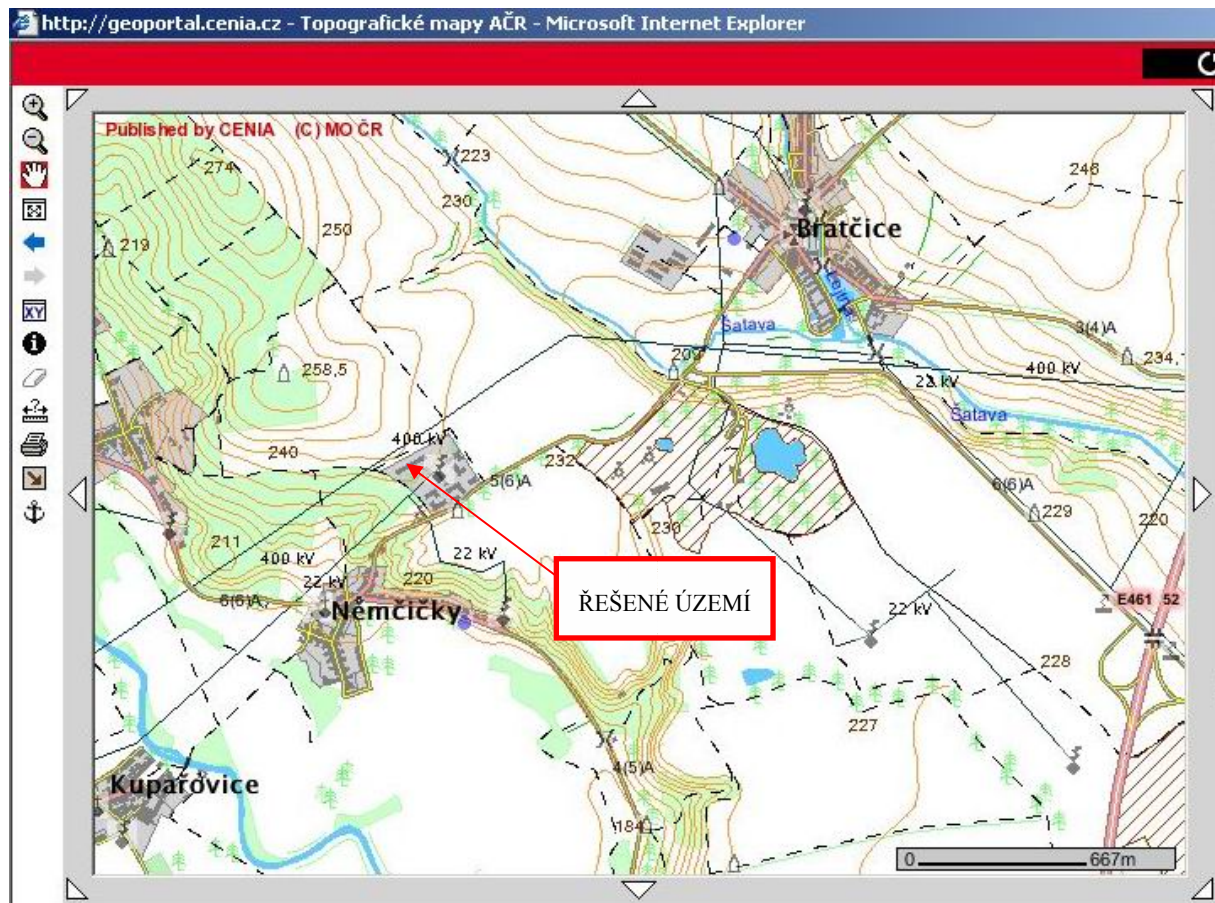 http://geoportal.cenia.cz - Topografické mapy AČR - Microsoft Internet Explorer
Published by CENIA (C) MO ČR
223
274
246
230
Bratčice
250
219
Lejtna
Šatava
3(4)A
209
234,
258,5
400 kV
22 kV
Šatava
400 kV
240
232
5(6)A
6(6)A
229
220
230
211
400 kV
22 kV
22 kV
220
6(6)A,
Němčičky
ŘEŠENÉ ÚZEMÍ
E461 52
22 kV
228
227
4(5)A
Kupařovice
184
0
667m
XY